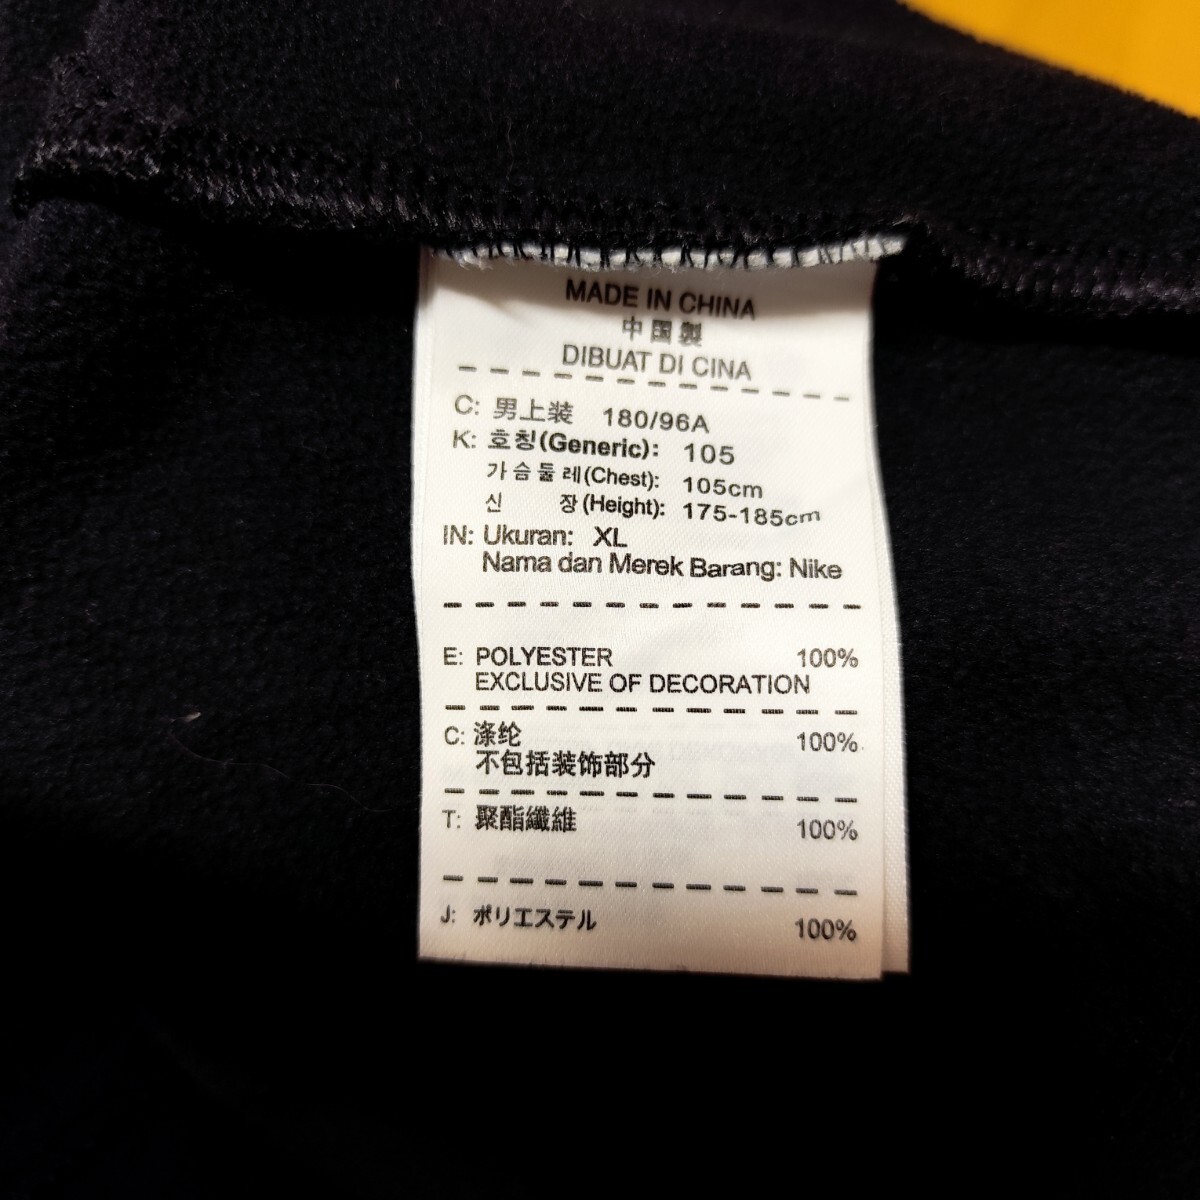 MADE IN CHINA
中国製
DIBUAT DI CINA
C: 男上装 180/96A
K: 호칭(Generic): 105
가슴둘레(Chest): 105cm
신 장(Height): 175-185cm
IN: Ukuran: XL
Nama dan Merek Barang: Nike
E: POLYESTER 100%
EXCLUSIVE OF DECORATION
C: 涤纶 100%
不包括装饰部分
T: 聚酯纖維 100%
J: ポリエステル 100%